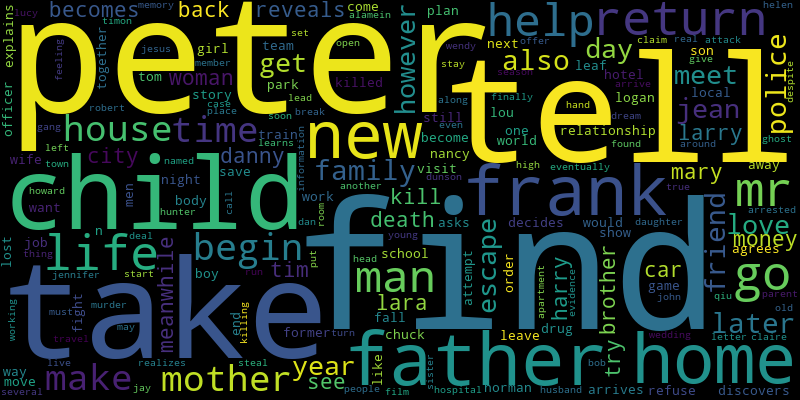 peter
tell
find
take
child
father
home
frank
new
return
help
house
time
life
begin
man
mother
make
go
mr
family
also
get
day
meet
jean
police
however
reveals
becomes
back
woman
city
danny
tim
meanwhile
year
see
later
money
love
mary
larry
friend
brother
try
car
escape
kill
death
lara
harry
explains
officer
together
girl
team
park
story
tom
killed
come
plan
next
leaf
lou
one
world
relationship
logan
hotel
son
local
nancy
visit
become
still
train
save
night
body
boy
men
wife
want
job
lost
fight
way
move
end
former
turn
school
work
another
asks
decides
would
show
attempt
order
drug
evidence
apartment
game
john
agrees
away
leave
chuck
fall
like
norman
arrives
refuse
discovers
husband
hospital
sister
people
film
bob
wedding
letter
claire
old
qiu
parent
arrested
daughter
true
around
found
ghost
despite
claim
real
attack
give
arrive
season
dream
hand
offer
open
set
stay
wendy
alamein
memory
helen
lucy
timon
jesus
member
feeling
robert
case
place
lead
soon
break
along
even
finally
learns
information
gang
left
town
named
howard
hunter
call
deal
n
dan
room
put
head
young
run
killing
start
jennifer
thing
working
must
murder
may
travel
live
realizes
steal
several
jay
high
eventually
dunson